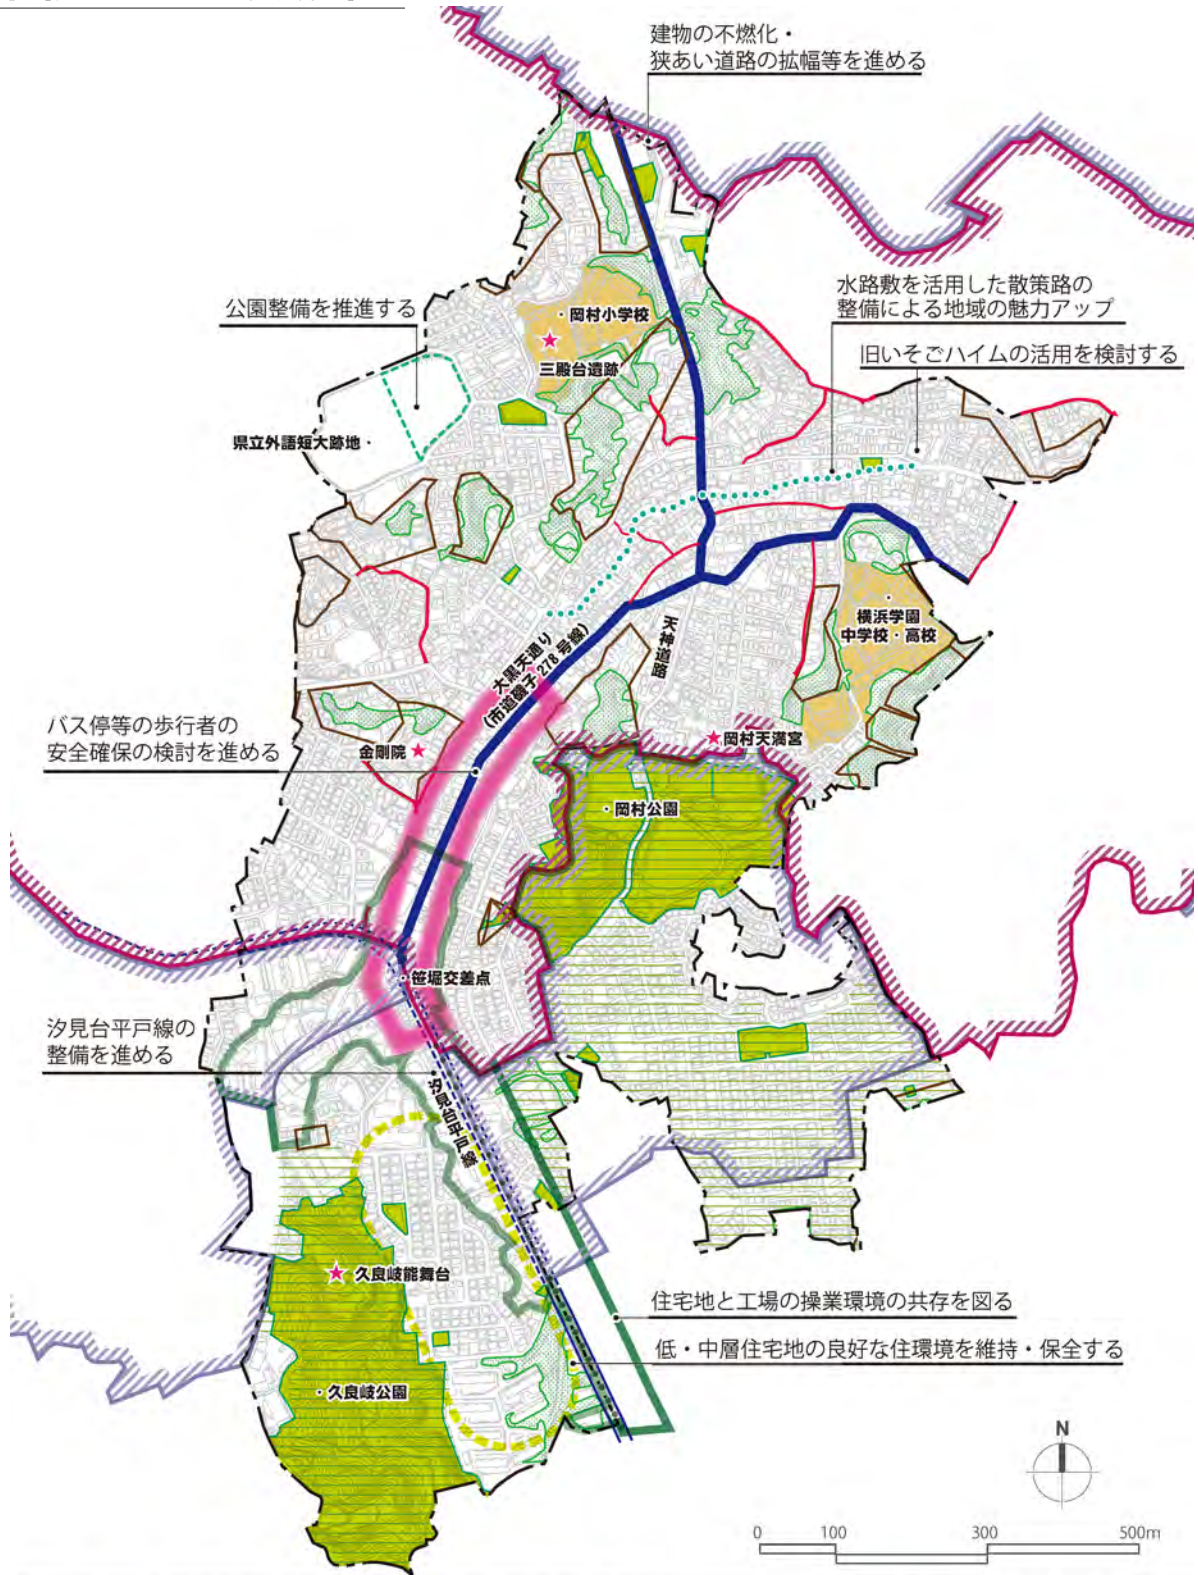 建物の不燃化・
狭あい道路の拡幅等を進める
水路敷を活用した散策路の
整備による地域の魅力アップ
公園整備を推進する
・岡村小学校
旧いそごハイムの活用を検討する
三殿台遺跡
県立外語短大跡地・
横浜学園
中学校・高校
天神道路
大黒天通り
(市道磯子 278 号線)
バス停等の歩行者の
安全確保の検討を進める
金剛院
岡村天満宮
・岡村公園
・笹堀交差点
汐見台平戸線の
整備を進める
汐見台平戸線
久良岐能舞台
住宅地と工場の操業環境の共存を図る
低・中層住宅地の良好な住環境を維持・保全する
・久良岐公園
N
0 100 300 500m